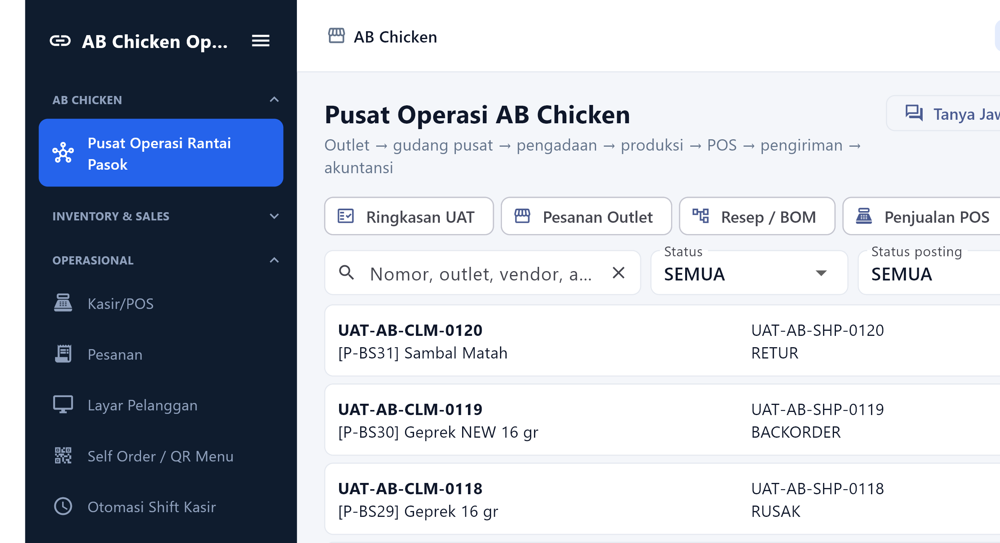 AB Chicken Op...
AB CHICKEN
Pusat Operasi Rantai
Pasok
INVENTORY & SALES
OPERASIONAL
Kasir/POS
Pesanan
Layar Pelanggan
Self Order / QR Menu
Otomasi Shift Kasir
AB Chicken
Pusat Operasi AB Chicken
Tanya
Outlet → gudang pusat → pengadaan → produksi → POS → pengiriman →
akuntansi
Ringkasan UAT
Pesanan Outlet
Resep / BOM
Penjualan POS
Nomor, outlet, vendor, a...
Status
SEMUA
Status posting
SEMUA
UAT-AB-CLM-0120
[P-BS31] Sambal Matah
UAT-AB-SHP-0120
RETUR
UAT-AB-CLM-0119
[P-BS30] Geprek NEW 16 gr
UAT-AB-SHP-0119
BACKORDER
UAT-AB-CLM-0118
[P-BS29] Geprek 16 gr
UAT-AB-SHP-0118
RUSAK